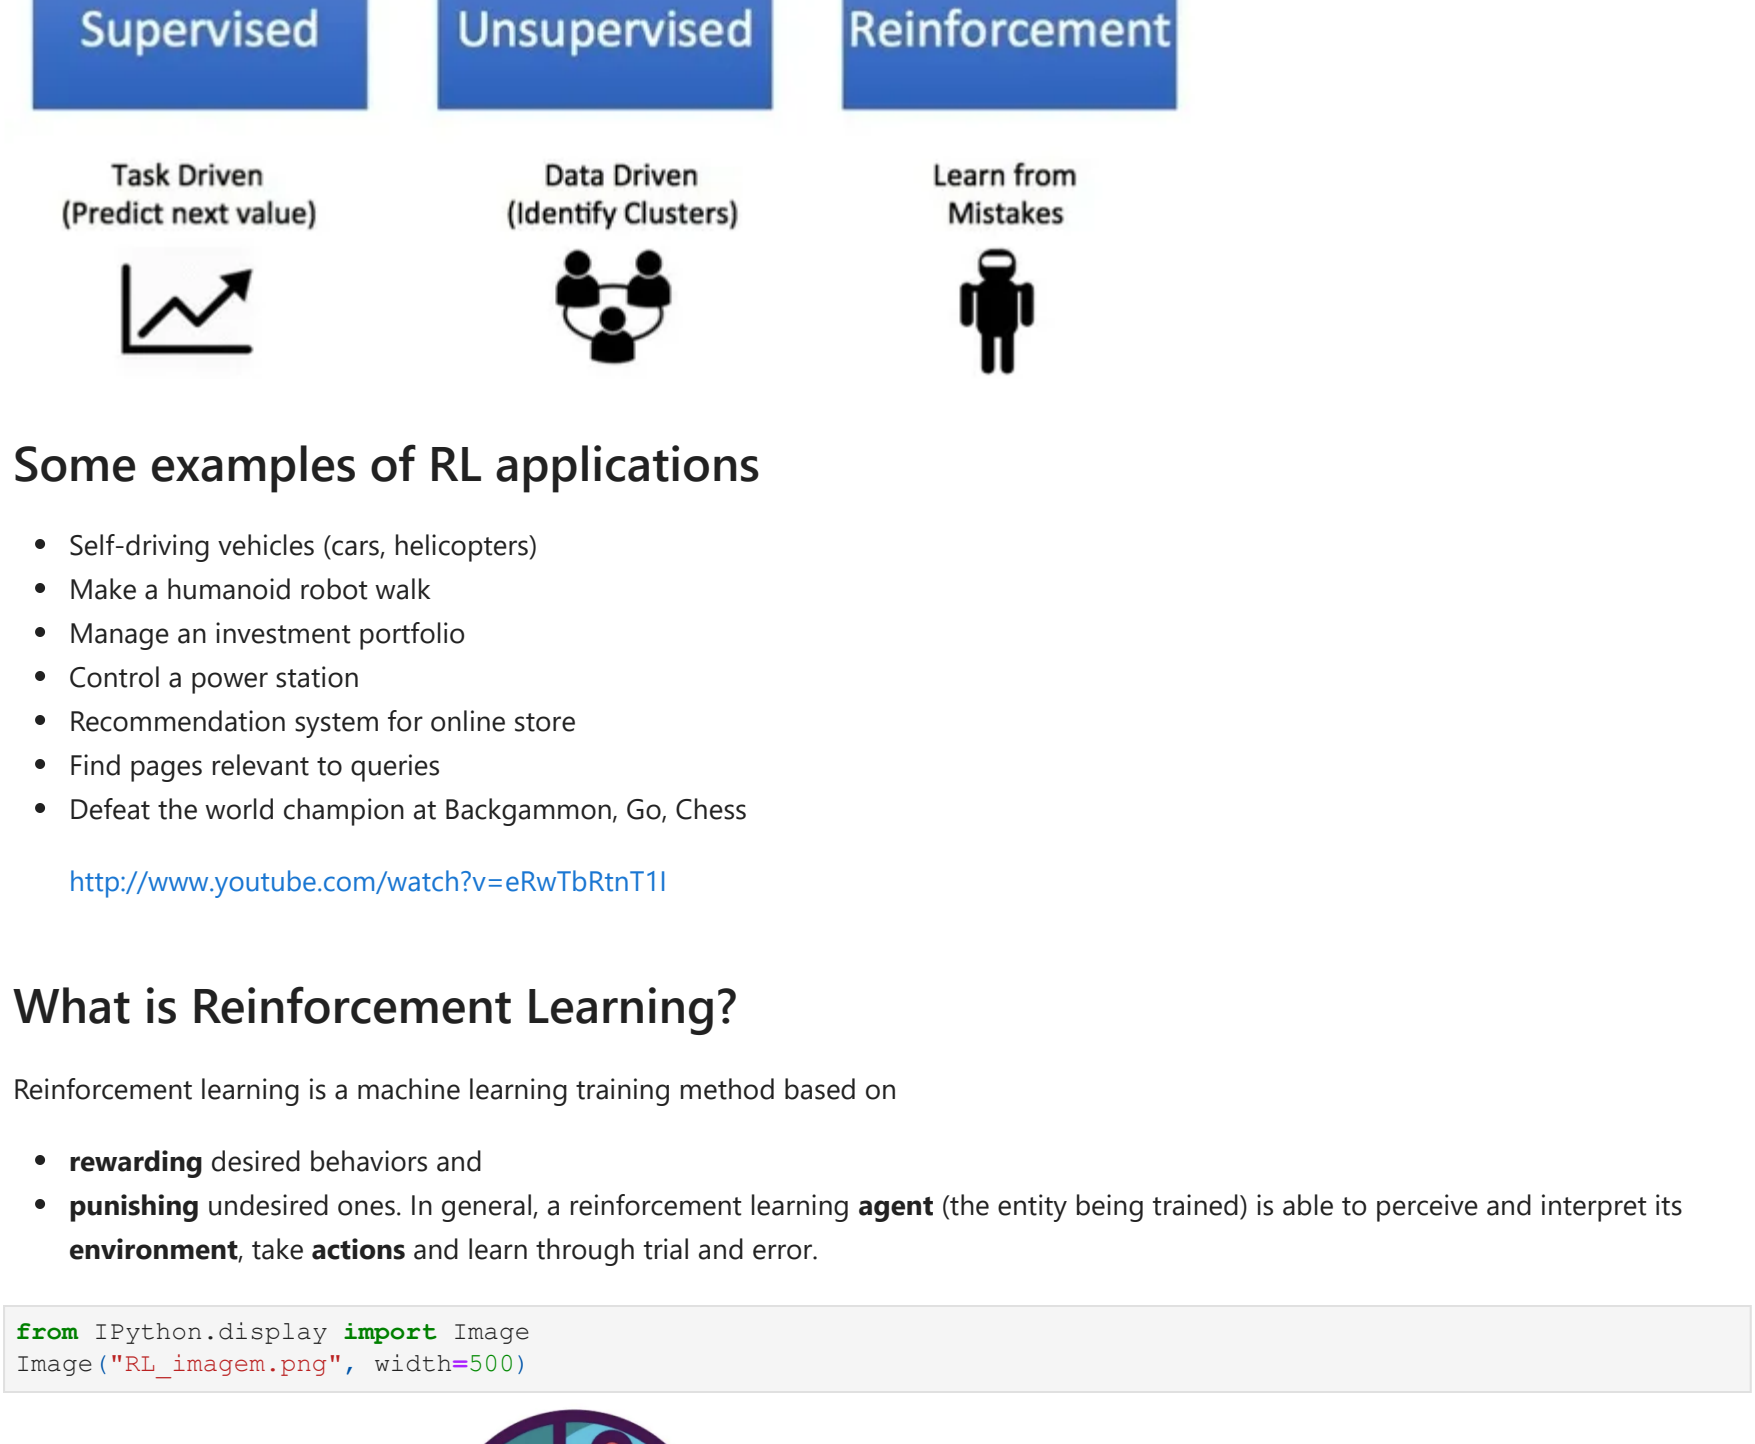 Supervised Unsupervised Reinforcement
Task Driven Data Driven Learn from
(Predict next value) (Identify Clusters) Mistakes
Some examples of RL applications
• Self-driving vehicles (cars, helicopters)
• Make a humanoid robot walk
• Manage an investment portfolio
• Control a power station
• Recommendation system for online store
• Find pages relevant to queries
• Defeat the world champion at Backgammon, Go, Chess
http://www.youtube.com/watch?v=eRwTbRtnT1I
What is Reinforcement Learning?
Reinforcement learning is a machine learning training method based on
• rewarding desired behaviors and
• punishing undesired ones. In general, a reinforcement learning agent (the entity being trained) is able to perceive and interpret its
environment, take actions and learn through trial and error.
from IPython.display import Image
Image("RL_imagem.png", width=500)